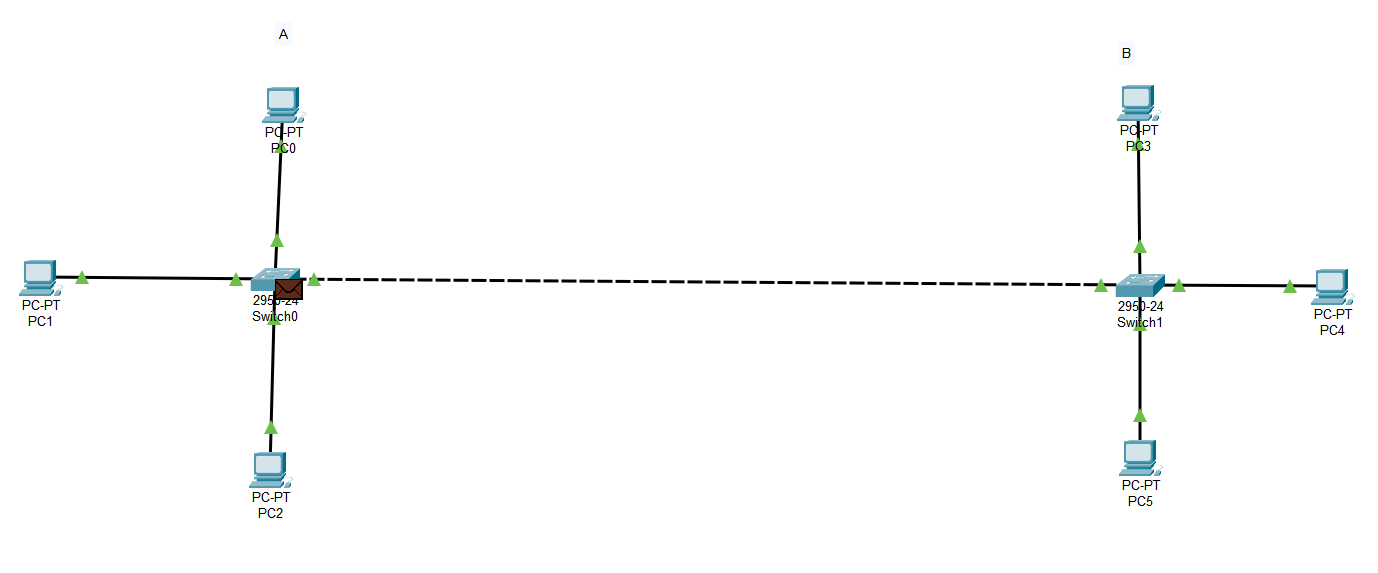 A
B
PC-PT
PC0
PC-PT
PC3
PC-PT
PC1
2950-24
Switch0
2950-24
Switch1
PC-PT
PC4
PC-PT
PC2
PC-PT
PC5